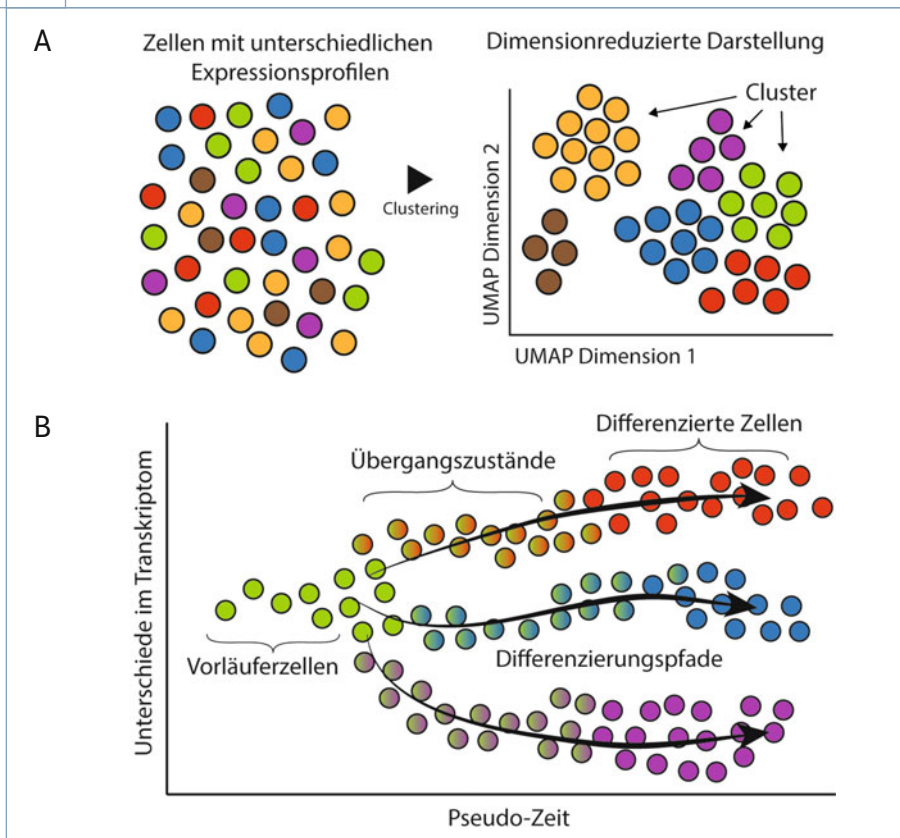 A
Zellen mit unterschiedlichen
Expressionsprofilen
Clustering
Dimensionreduzierte Darstellung
Cluster
UMAP Dimension 2
UMAP Dimension 1
B
Unterschiede im Transkriptom
Vorläuferzellen
Übergangszustände
Differenzierte Zellen
Differenzierungspfade
Pseudo-Zeit